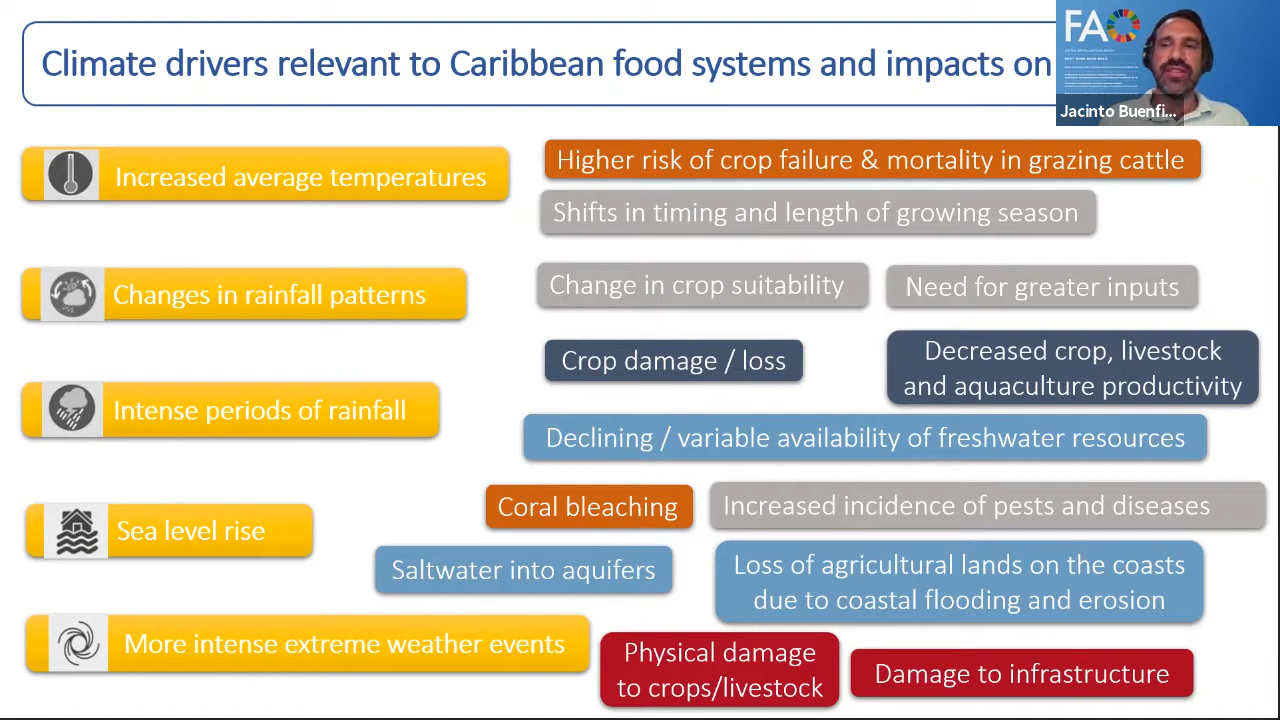 Climate drivers relevant to Caribbean food systems and impacts on
FAO
Jacinto Buenfi...
Increased average temperatures
Higher risk of crop failure & mortality in grazing cattle
Shifts in timing and length of growing season
Changes in rainfall patterns
Change in crop suitability
Need for greater inputs
Crop damage / loss
Decreased crop, livestock
and aquaculture productivity
Intense periods of rainfall
Declining / variable availability of freshwater resources
Coral bleaching
Increased incidence of pests and diseases
Sea level rise
Saltwater into aquifers
Loss of agricultural lands on the coasts
due to coastal flooding and erosion
More intense extreme weather events
Physical damage
to crops/livestock
Damage to infrastructure